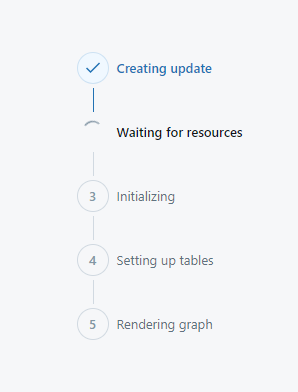 Creating update
Waiting for resources
3 Initializing
4 Setting up tables
5 Rendering graph